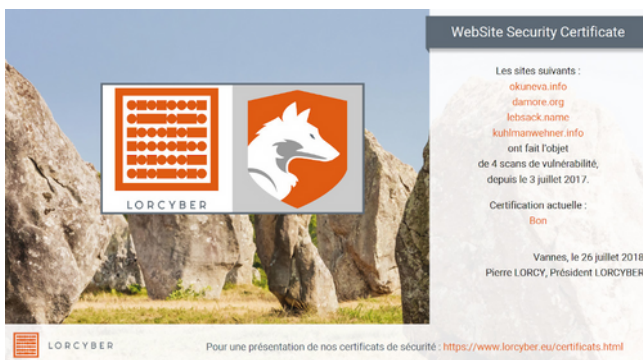 WebSite Security Certificate
Les sites suivants :
okuneva.info
damore.org
lebsack.name
kuhlmanwehner.info
ont fait l'objet
de 4 scans de vulnérabilité,
depuis le 3 juillet 2017.
Certification actuelle :
Bon
Vannes, le 26 juillet 2018
Pierre LORCY, Président LORCYBER
LORCYBER
LORCYBER
Pour une présentation de nos certificats de sécurité : https://www.lorcyber.eu/certificats.html